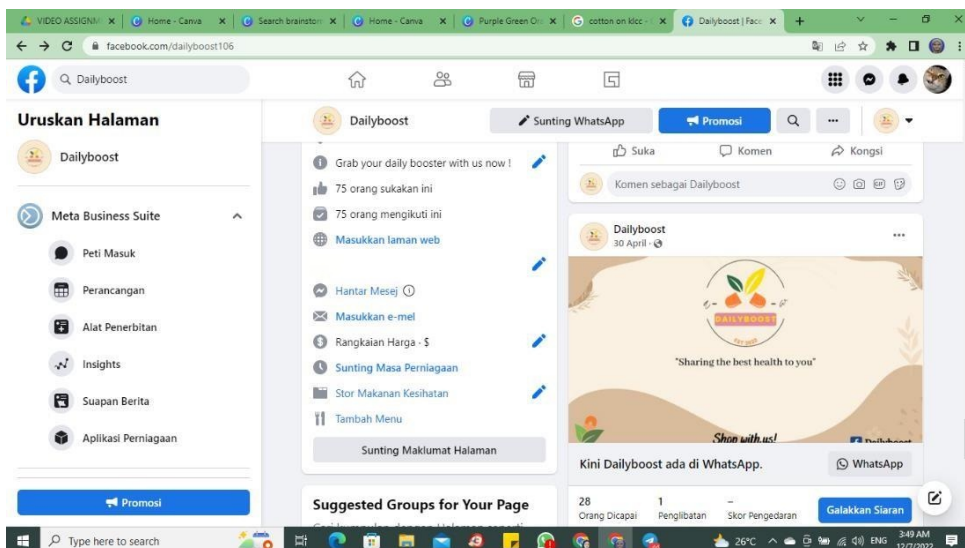 VIDEO ASSIGNM
Home - Canva
Search brainstorm
Home - Canva
Purple Green Or
cotton on klcc -
Dailyboost | Fac
facebook.com/dailyboost106
Dailyboost
Uruskan Halaman
Dailyboost
Meta Business Suite
Peti Masuk
Perancangan
Alat Penerbitan
Insights
Suapan Berita
Aplikasi Perniagaan
Promosi
Dailyboost
Sunting WhatsApp
Promosi
Grab your daily booster with us now !
75 orang sukakan ini
75 orang mengikuti ini
Masukkan laman web
Hantar Mesej
Masukkan e-mel
Rangkaian Harga - $
Sunting Masa Perniagaan
Stor Makanan Kesihatan
Tambah Menu
Sunting Maklumat Halaman
Suggested Groups for Your Page
Suka Komen Kongsi
Komen sebagai Dailyboost
GIF
Dailyboost
30 April
DAILYBOOST
"Sharing the best health to you"
Shop with us!
Dailyboost
Kini Dailyboost ada di WhatsApp.
WhatsApp
28 1 –
Orang Dicapai Penglibatan Skor Pengedaran
Galakkan Siaran
Type here to search
26°C
ENG
3:49 AM
12/7/2022